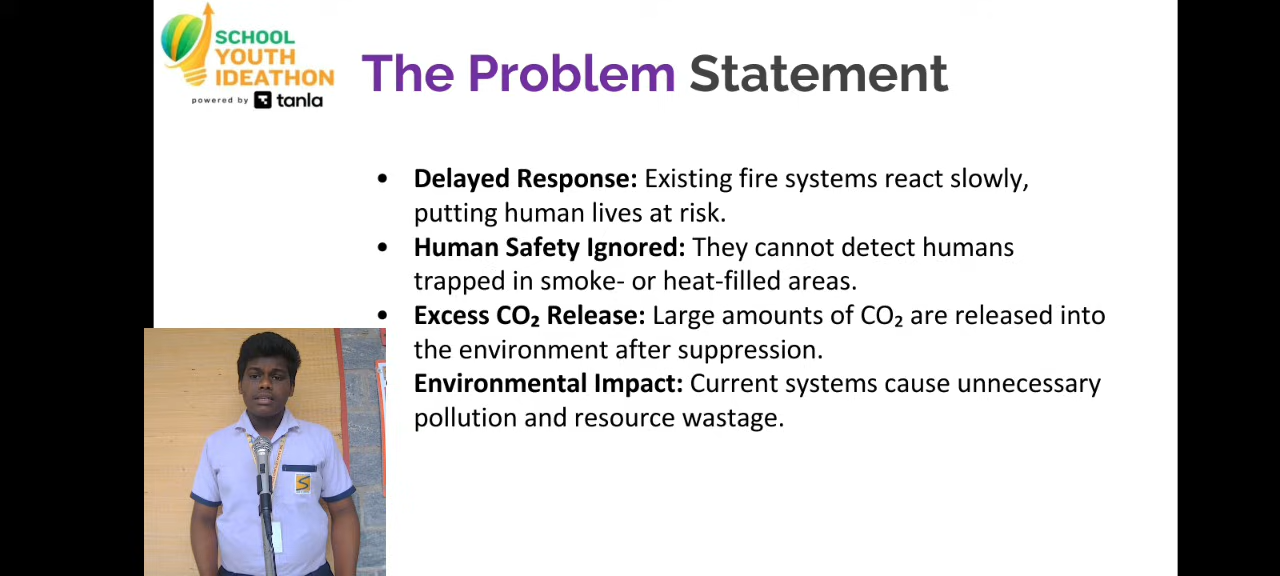 SCHOOL
YOUTH
IDEATHON
powered by tanla
The Problem Statement
• Delayed Response: Existing fire systems react slowly,
putting human lives at risk.
• Human Safety Ignored: They cannot detect humans
trapped in smoke- or heat-filled areas.
• Excess CO₂ Release: Large amounts of CO₂ are released into
the environment after suppression.
Environmental Impact: Current systems cause unnecessary
pollution and resource wastage.
S